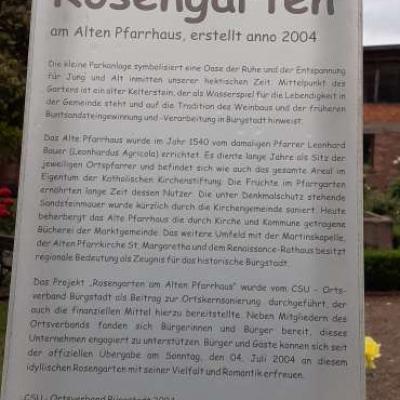 Rosengarten
am Alten Pfarrhaus, erstellt anno 2004
Die kleine Parkanlage symbolisiert eine Oase der Ruhe und der Entspannung
für Jung und Alt inmitten unserer hektischen Zeit. Mittelpunkt des
Gartens ist ein alter Kelterstein, der als Wasserspiel für die Lebendigkeit in
der Gemeinde steht und auf die Tradition des Weinbaus und der früheren
Buntsandsteingewinnung und -Verarbeitung in Bürgstadt hinweist.
Das Alte Pfarrhaus wurde im Jahr 1540 vom damaligen Pfarrer Leonhard
Bauer (Leonhardus Agricola) errichtet. Es diente lange Jahre als Sitz der
jeweiligen Ortspfarrer und befindet sich wie auch das gesamte Areal im
Eigentum der Katholischen Kirchenstiftung. Die Früchte im Pfarrgarten
ernährten lange Zeit dessen Nutzer. Die unter Denkmalschutz stehende
Sandsteinmauer wurde kürzlich durch die Kirchengemeinde saniert. Heute
beherbergt das Alte Pfarrhaus die durch Kirche und Kommune getragene
Bücherei der Marktgemeinde. Das weitere Umfeld mit der Martinskapelle,
der Alten Pfarrkirche St. Margaretha und dem Renaissance-Rathaus besitzt
regionale Bedeutung als Zeugnis für das historische Bürgstadt.
Das Projekt „Rosengarten am Alten Pfarrhaus" wurde vom CSU - Orts-
verband Bürgstadt als Beitrag zur Ortskernsanierung durchgeführt, der
auch die finanziellen Mittel hierzu bereitstellte. Neben Mitgliedern des
Ortsverbands fanden sich Bürgerinnen und Bürger bereit, dieses
Unternehmen engagiert zu unterstützen. Bürger und Gäste können sich seit
der offiziellen Übergabe am Sonntag, den 04. Juli 2004 an diesem
idyllischen Rosengarten mit seiner Vielfalt und Romantik erfreuen.
CSU - Ortsverband Bürgstadt 2004